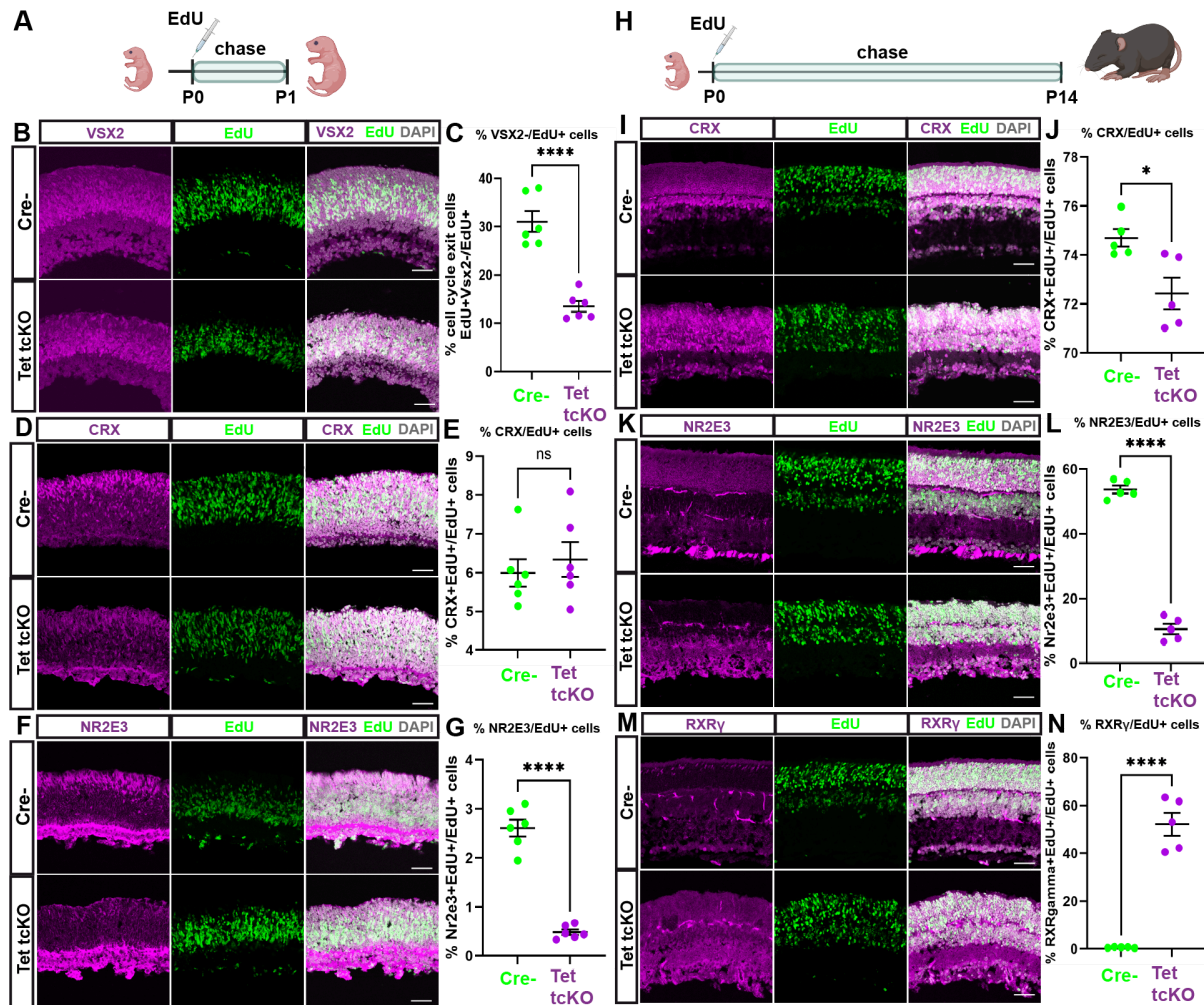 A
EdU
chase
P0
P1
B
VSX2
EdU
VSX2 EdU DAPI
Cre-
Tet tcKO
C
% VSX2-/EdU+ cells
****
% cell cycle exit cells
EdU+Vsx2-/EdU+
40
30
20
10
0
Cre-
Tet
tcKO
D
CRX
EdU
CRX EdU DAPI
Cre-
Tet tcKO
E
% CRX/EdU+ cells
ns
% CRX+EdU+/EdU+ cells
9
8
7
6
5
4
Cre-
Tet
tcKO
F
NR2E3
EdU
NR2E3 EdU DAPI
Cre-
Tet tcKO
G
% NR2E3/EdU+ cells
****
% Nr2e3+EdU+/EdU+ cells
4
3
2
1
0
Cre-
Tet
tcKO
H
EdU
chase
P0
P14
I
CRX
EdU
CRX EdU DAPI
Cre-
Tet tcKO
J
% CRX/EdU+ cells
*
% CRX+EdU+/EdU+ cells
78
76
74
72
70
Cre-
Tet
tcKO
K
NR2E3
EdU
NR2E3 EdU DAPI
Cre-
Tet tcKO
L
% NR2E3/EdU+ cells
****
% Nr2e3+EdU+/EdU+ cells
60
40
20
0
Cre-
Tet
tcKO
M
RXRγ
EdU
RXRγ EdU DAPI
Cre-
Tet tcKO
N
% RXRγ/EdU+ cells
****
% RXRgamma+EdU+/EdU+ cells
80
60
40
20
0
Cre-
Tet
tcKO